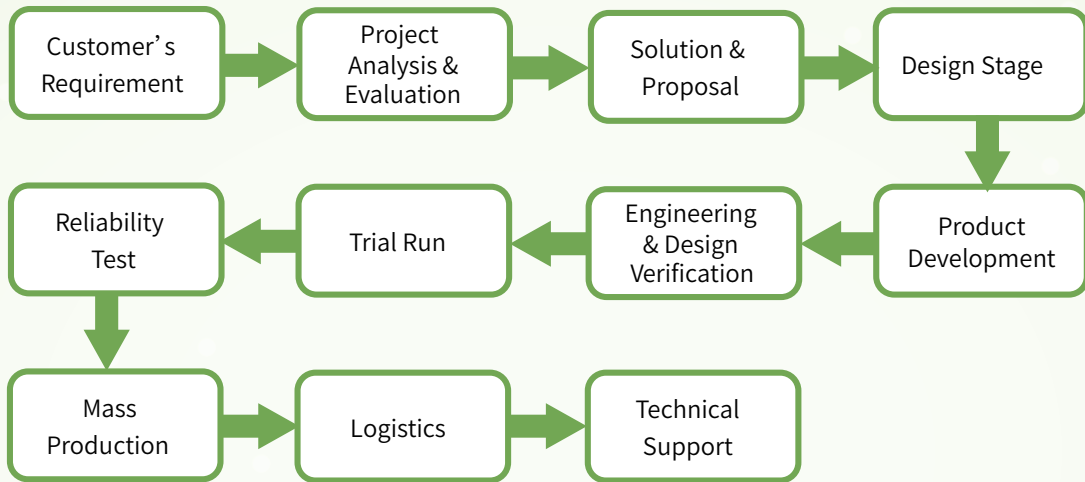 Customer’s
Requirement
Project
Analysis &
Evaluation
Solution &
Proposal
Design Stage
Product
Development
Engineering
& Design
Verification
Trial Run
Reliability
Test
Mass
Production
Logistics
Technical
Support